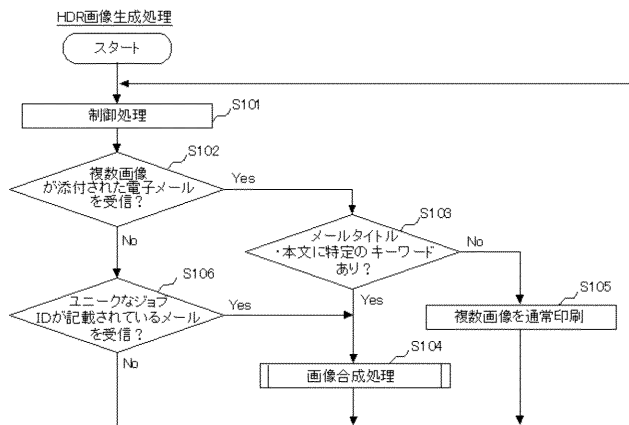 HDR画像生成処理
スタート
S101
制御処理
S102
複数画像
が添付された電子メール
を受信？
Yes
No
S103
メールタイトル
・本文に特定のキーワード
あり？
No
Yes
S106
ユニークなジョブ
IDが記載されているメール
を受信？
Yes
No
S105
複数画像を通常印刷
S104
画像合成処理